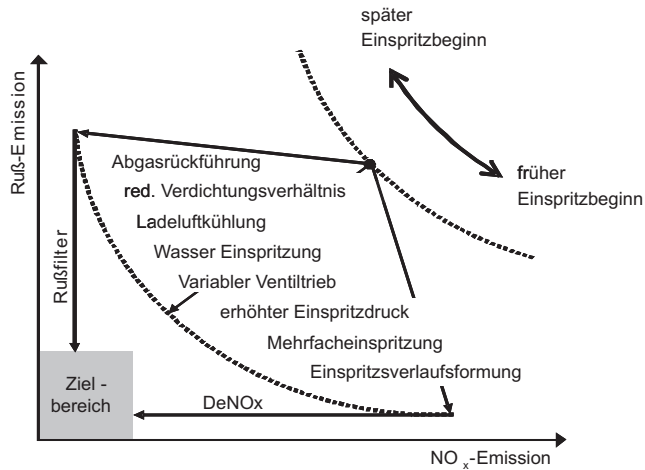 später
Einspritzbeginn
Ruß-Emission
Abgasrückführung
früher
Einspritzbeginn
red. Verdichtungsverhältnis
Ladeluftkühlung
Wasser Einspritzung
Rußfilter
Variabler Ventiltrieb
erhöhter Einspritzdruck
Mehrfacheinspritzung
Einspritzsverlaufsformung
Ziel -
bereich
DeNOx
NOx-Emission